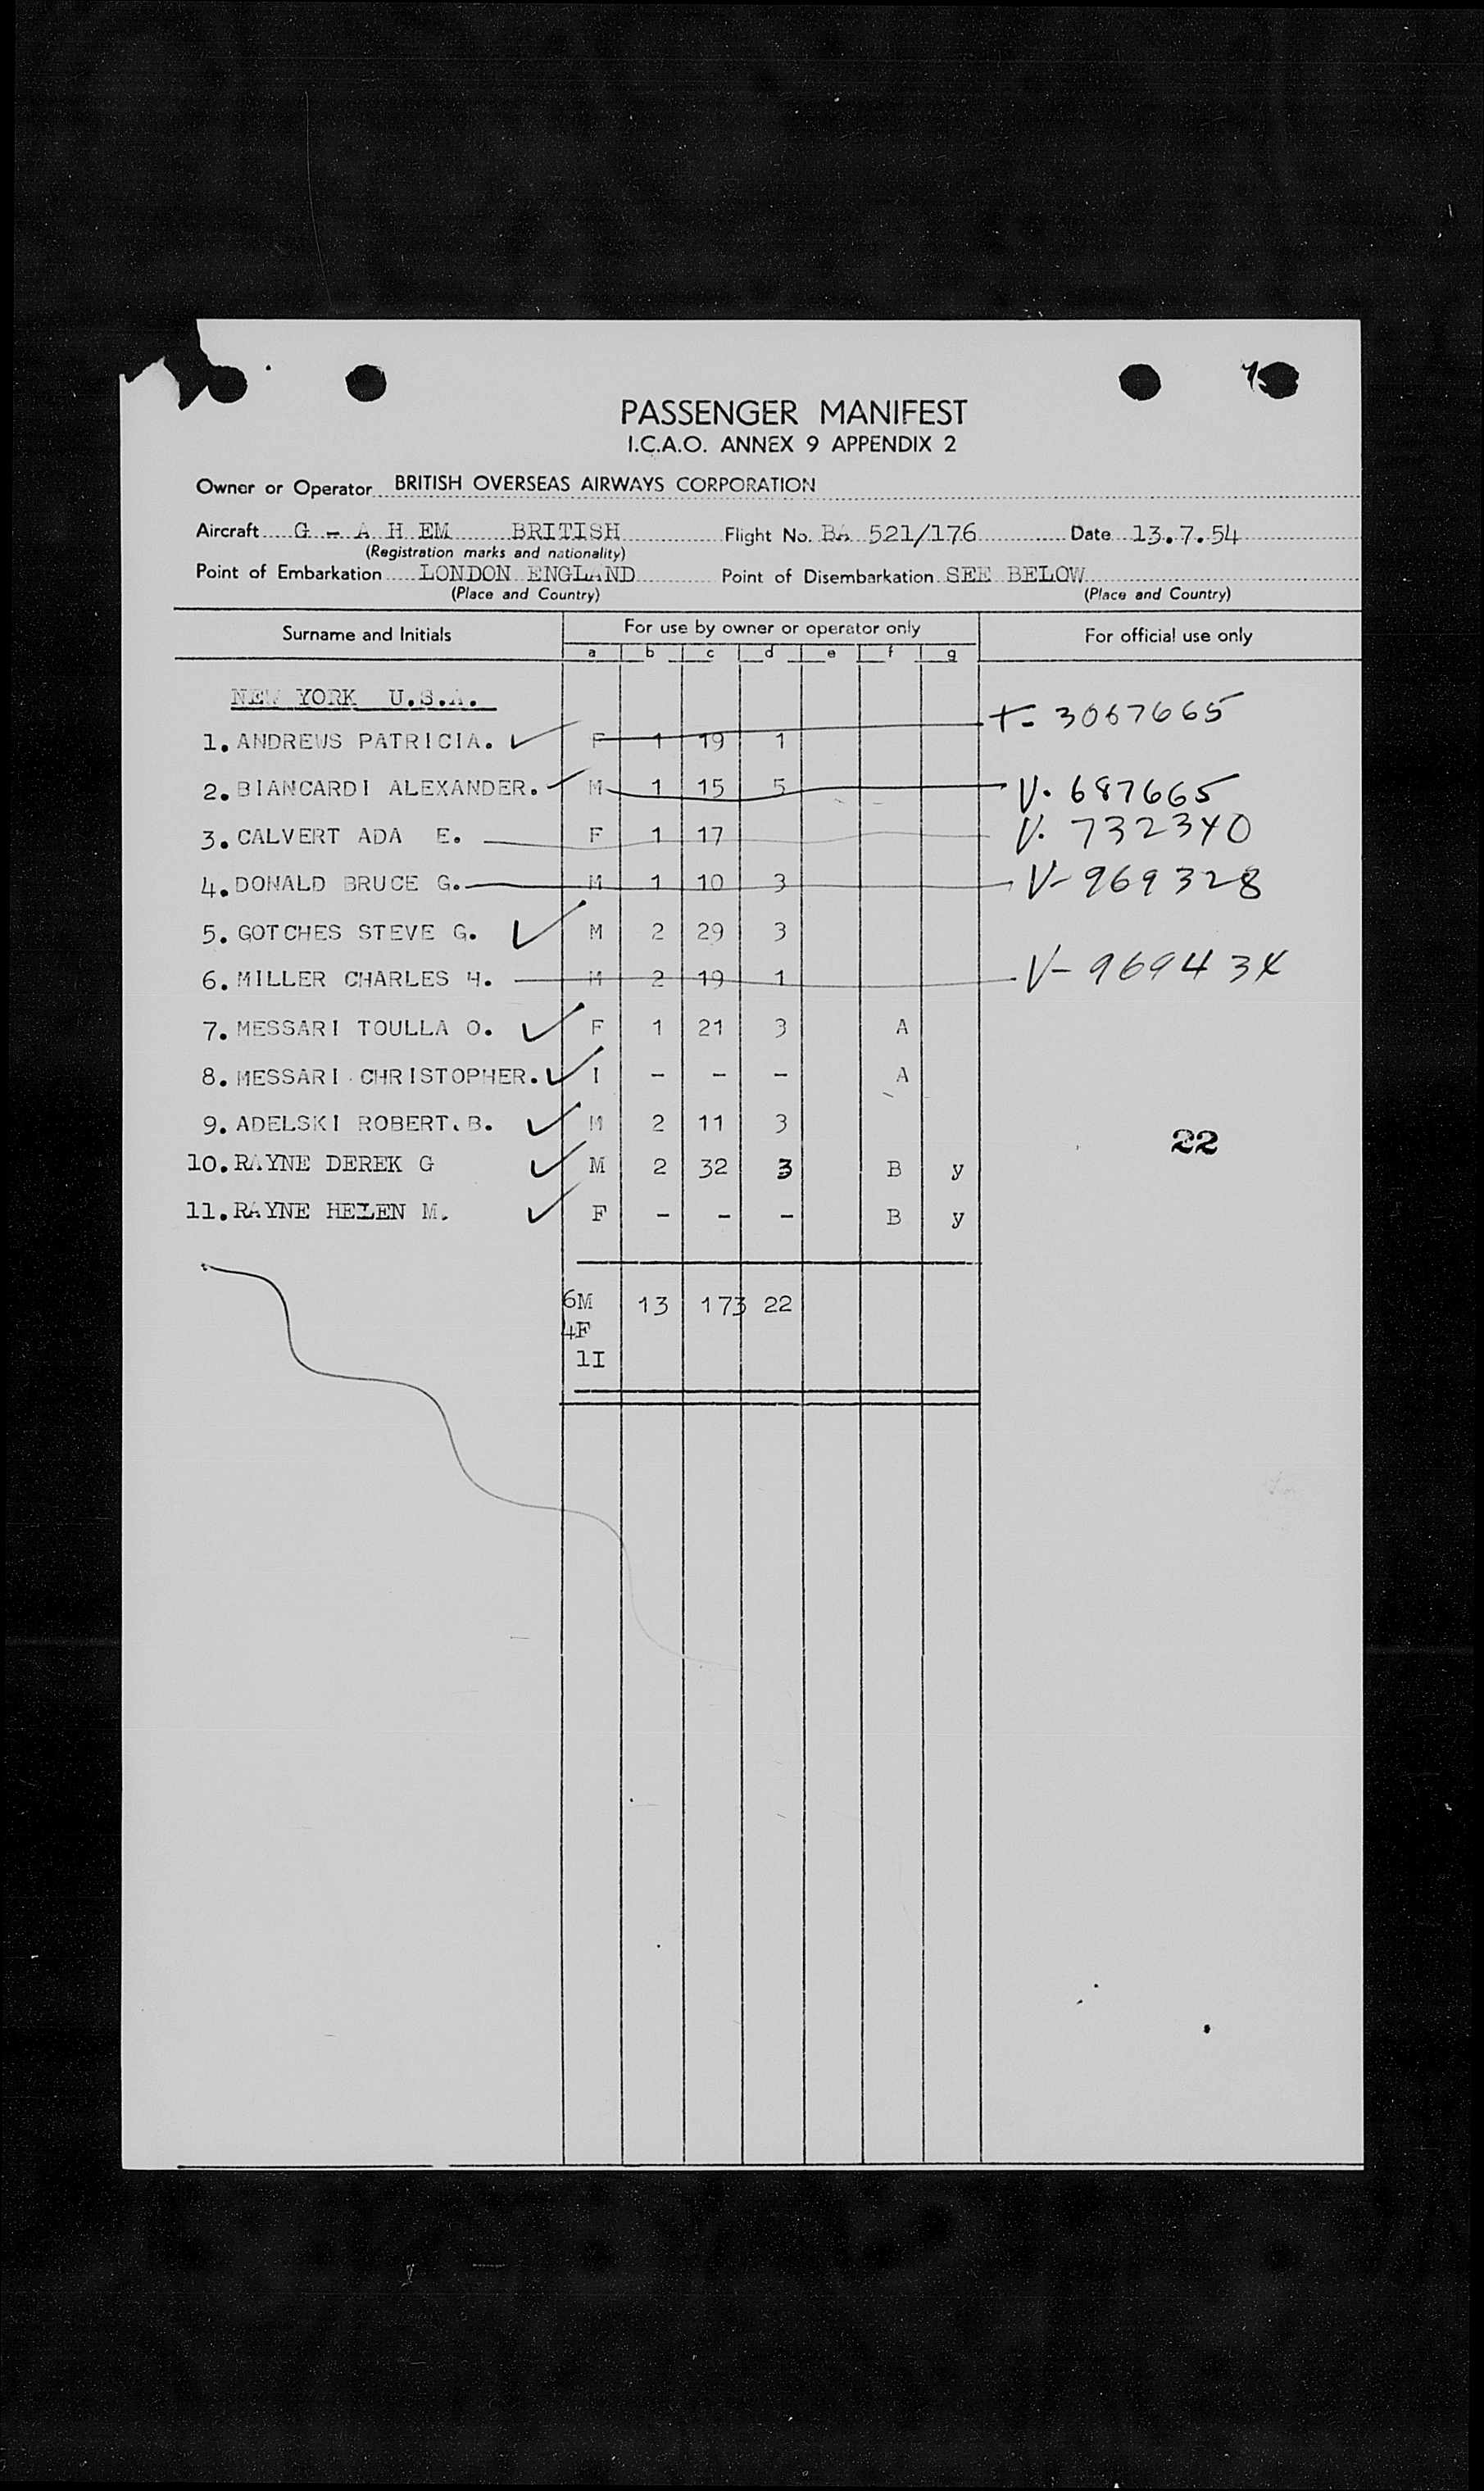 PASSENGER MANIFEST
I.C.A.O. ANNEX 9 APPENDIX 2
Owner or Operator BRITISH OVERSEAS AIRWAYS CORPORATION
Aircraft G - A H EM BRITISH Flight No. BA 521/176 Date 13.7.54
(Registration marks and nationality)
Point of Embarkation LONDON ENGLAND Point of Disembarkation SEE BELOW
(Place and Country) (Place and Country)
Surname and Initials For use by owner or operator only For official use only
a b c d e f g
NEW YORK U.S.A.
1. ANDREWS PATRICIA. F 1 19 1 T- 3067665
2. BIANCARDI ALEXANDER. M 1 15 5 V. 687665
3. CALVERT ADA E. F 1 17 V. 732340
4. DONALD BRUCE G. M 1 10 3 V- 969328
5. GOTCHES STEVE G. M 2 29 3
6. MILLER CHARLES H. M 2 19 1 V- 969434
7. MESSARI TOULLA O. F 1 21 3 A
8. MESSARI CHRISTOPHER. I - - - A
9. ADELSKI ROBERT.B. M 2 11 3
22
10. RAYNE DEREK G M 2 32 3 B y
11. RAYNE HELEN M. F - - - B y
6M 13 173 22
4F
1I